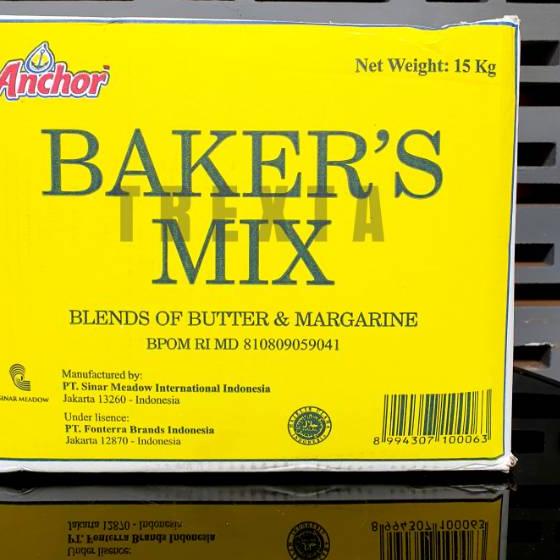 Anchor
Net Weight: 15 Kg
BAKER'S
TREXTA
MIX
BLENDS OF BUTTER & MARGARINE
BPOM RI MD 810809059041
SINAR MEADOW
Manufactured by:
PT. Sinar Meadow International Indonesia
Jakarta 13260 - Indonesia
Under lisence:
PT. Fonterra Brands Indonesia
Jakarta 12870 - Indonesia
8 994307 100063